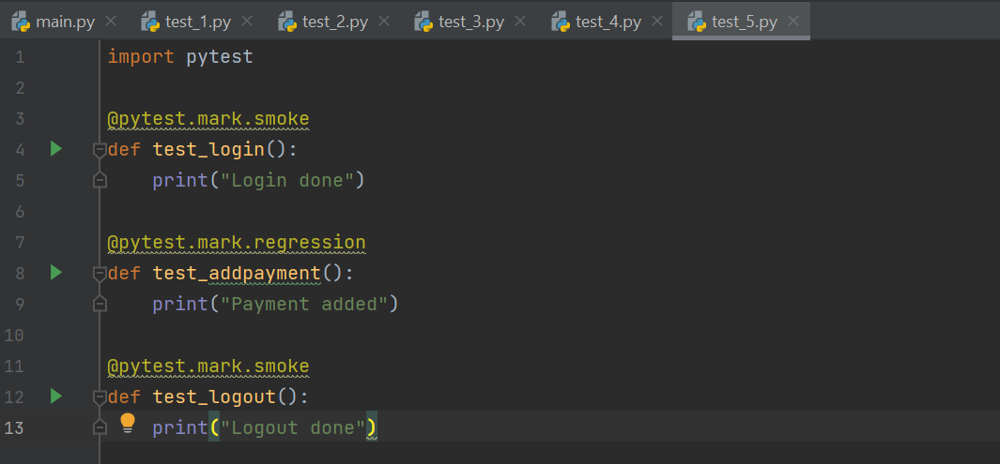 main.py test_1.py test_2.py test_3.py test_4.py test_5.py
1 import pytest
2
3 @pytest.mark.smoke
4 def test_login():
5     print("Login done")
6
7 @pytest.mark.regression
8 def test_addpayment():
9     print("Payment added")
10
11 @pytest.mark.smoke
12 def test_logout():
13     print("Logout done")